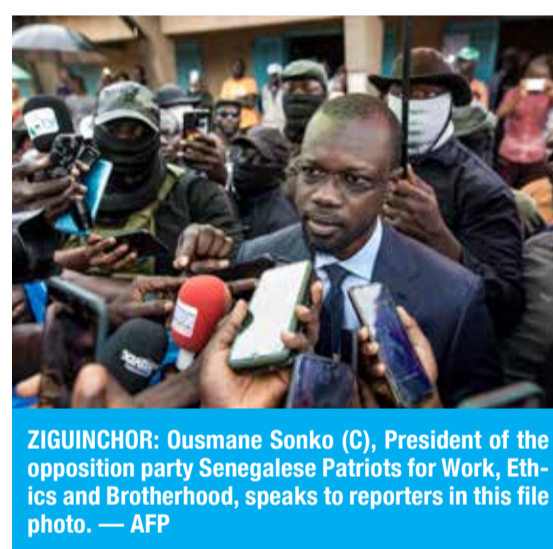 ZIGUINCHOR: Ousmane Sonko (C), President of the
opposition party Senegalese Patriots for Work, Eth-
ics and Brotherhood, speaks to reporters in this file
photo. — AFP